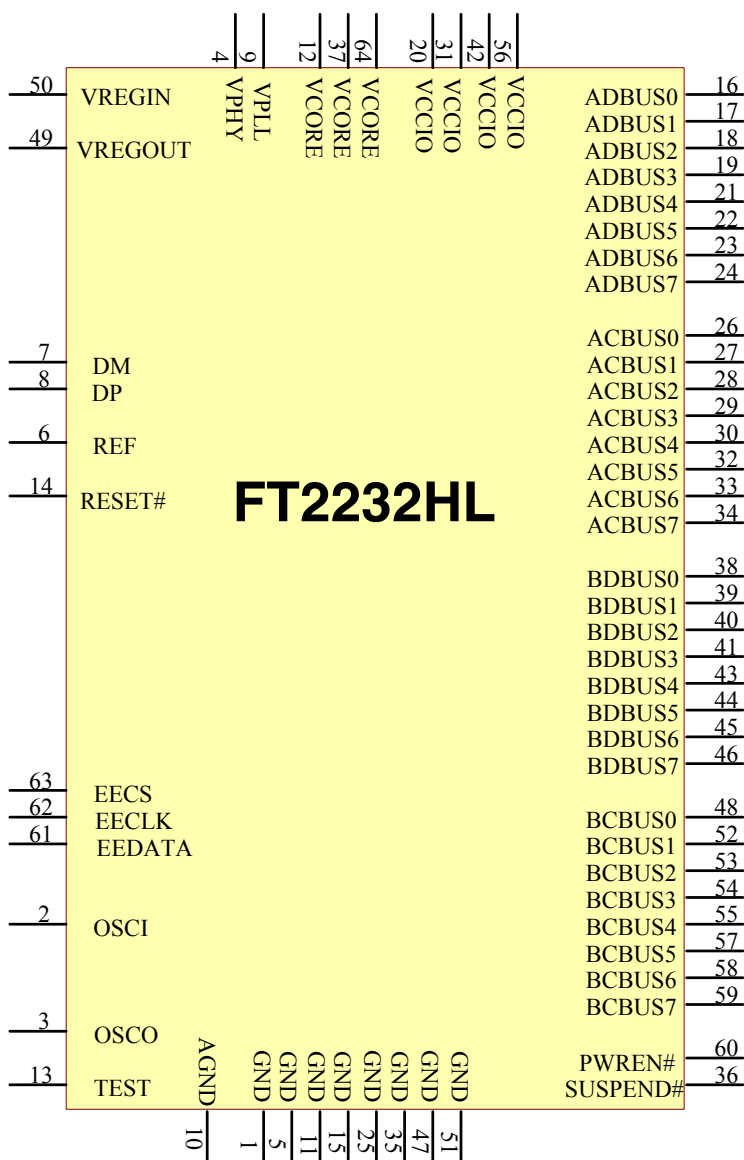 4 9 12 37 64 20 31 42 56
VPHY VPLL VCORE VCORE VCORE VCCIO VCCIO VCCIO VCCIO
50 VREGIN
49 VREGOUT
7 DM
8 DP
6 REF
14 RESET#
63 EECS
62 EECLK
61 EEDATA
2 OSCI
3 OSCO
13 TEST
FT2232HL
ADBUS0 16
ADBUS1 17
ADBUS2 18
ADBUS3 19
ADBUS4 21
ADBUS5 22
ADBUS6 23
ADBUS7 24
ACBUS0 26
ACBUS1 27
ACBUS2 28
ACBUS3 29
ACBUS4 30
ACBUS5 32
ACBUS6 33
ACBUS7 34
BDBUS0 38
BDBUS1 39
BDBUS2 40
BDBUS3 41
BDBUS4 43
BDBUS5 44
BDBUS6 45
BDBUS7 46
BCBUS0 48
BCBUS1 52
BCBUS2 53
BCBUS3 54
BCBUS4 55
BCBUS5 57
BCBUS6 58
BCBUS7 59
PWREN# 60
SUSPEND# 36
AGND GND GND GND GND GND GND GND GND
10 1 5 11 15 25 35 47 51